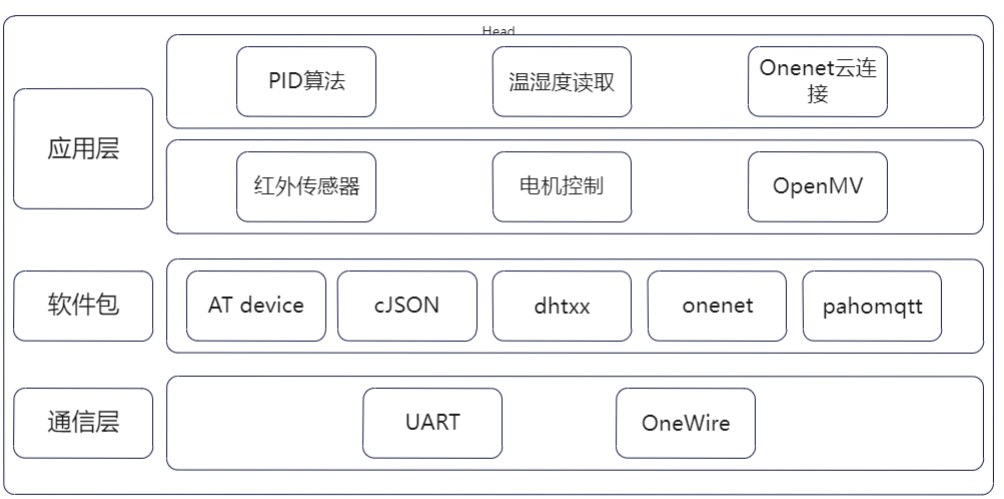 Head
应用层
PID算法
温湿度读取
Onenet云连
接
红外传感器
电机控制
OpenMV
软件包
AT device
cJSON
dhtxx
onenet
pahomqtt
通信层
UART
OneWire